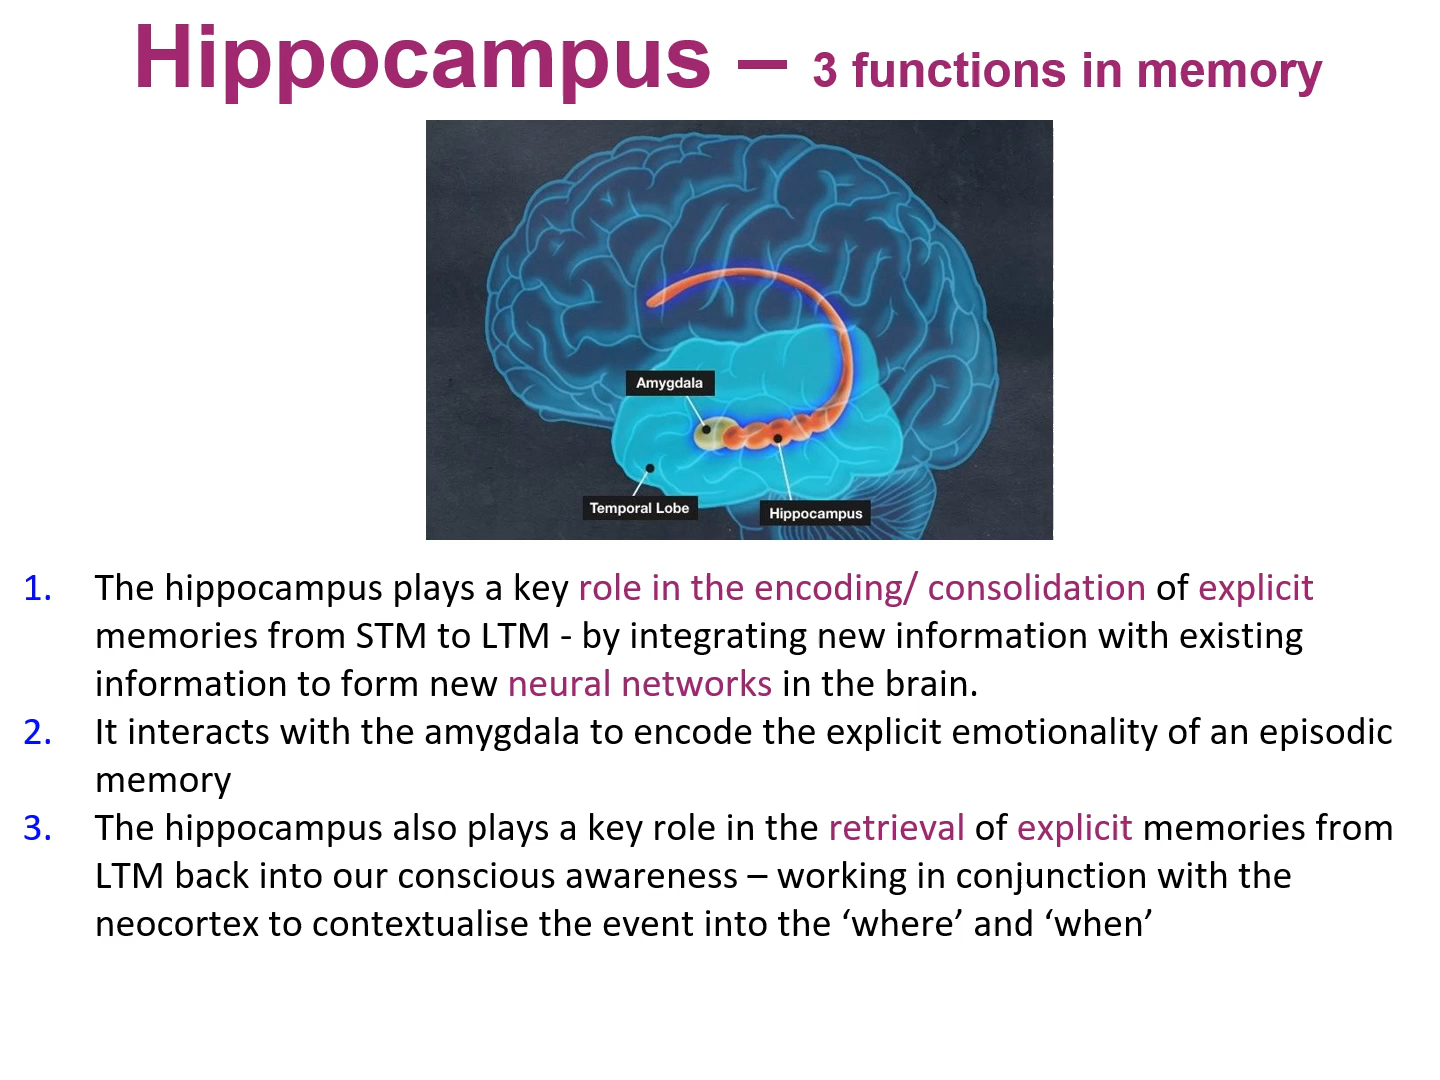 Hippocampus – 3 functions in memory
Amygdala
Temporal Lobe
Hippocampus
1. The hippocampus plays a key role in the encoding/ consolidation of explicit
memories from STM to LTM - by integrating new information with existing
information to form new neural networks in the brain.
2. It interacts with the amygdala to encode the explicit emotionality of an episodic
memory
3. The hippocampus also plays a key role in the retrieval of explicit memories from
LTM back into our conscious awareness – working in conjunction with the
neocortex to contextualise the event into the ‘where’ and ‘when’